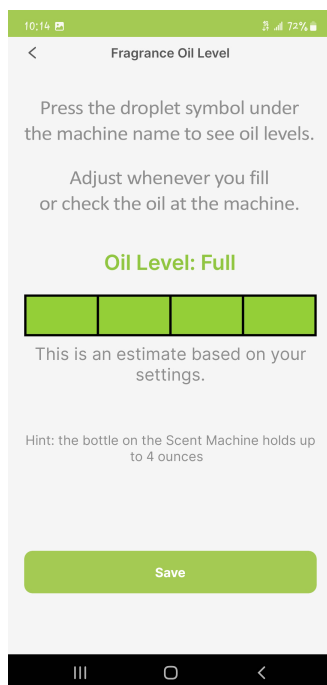 10:14 72%
Fragrance Oil Level
Press the droplet symbol under
the machine name to see oil levels.
Adjust whenever you fill
or check the oil at the machine.
Oil Level: Full
This is an estimate based on your
settings.
Hint: the bottle on the Scent Machine holds up
to 4 ounces
Save